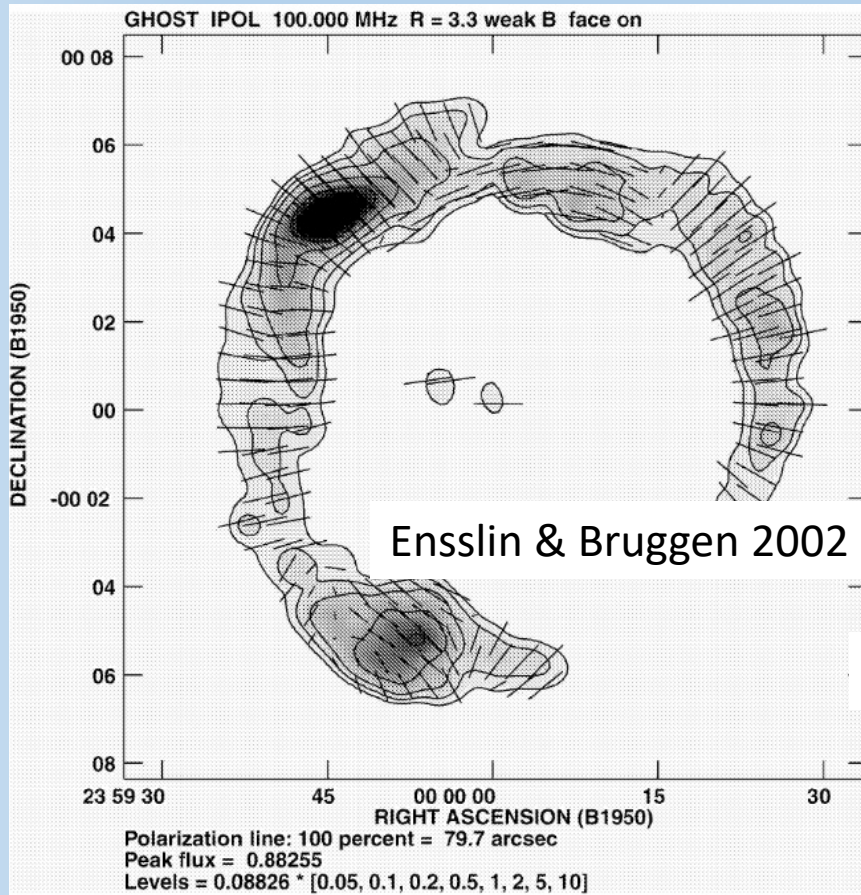 GHOST IPOL 100.000 MHz R = 3.3 weak B face on
00 08
06
04
02
00
-00 02
04
06
08
DECLINATION (B1950)
Ensslin & Bruggen 2002
23 59 30 45 00 00 00 15 30
RIGHT ASCENSION (B1950)
Polarization line: 100 percent = 79.7 arcsec
Peak flux = 0.88255
Levels = 0.08826 * [0.05, 0.1, 0.2, 0.5, 1, 2, 5, 10]